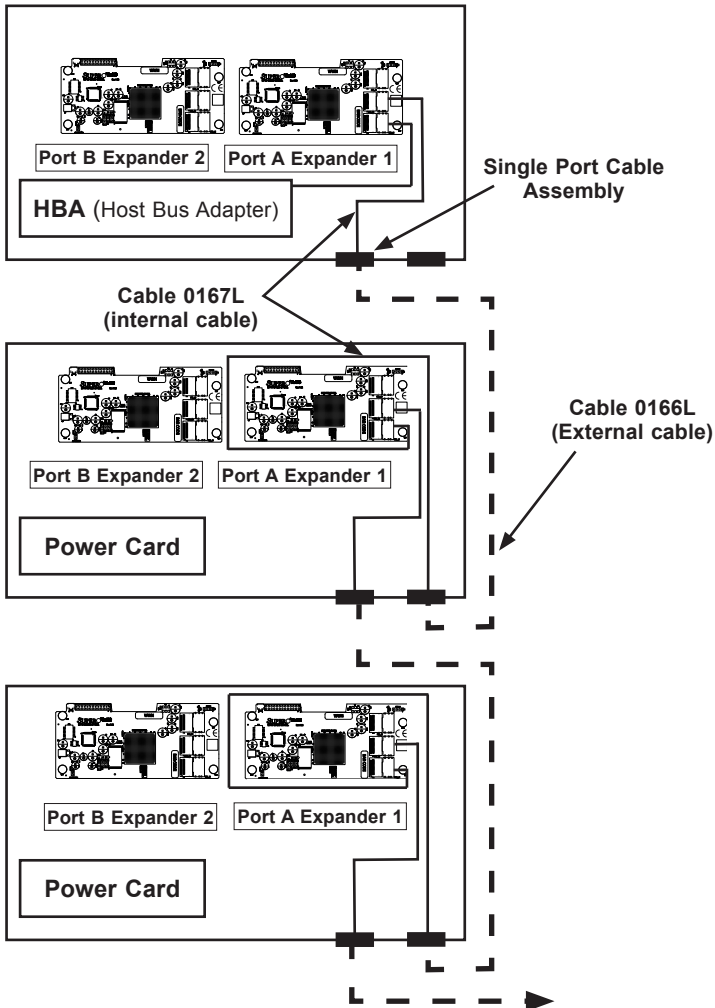 Port B Expander 2
Port A Expander 1
HBA (Host Bus Adapter)
Single Port Cable
Assembly
Cable 0167L
(internal cable)
Port B Expander 2
Port A Expander 1
Cable 0166L
(External cable)
Power Card
Port B Expander 2
Port A Expander 1
Power Card